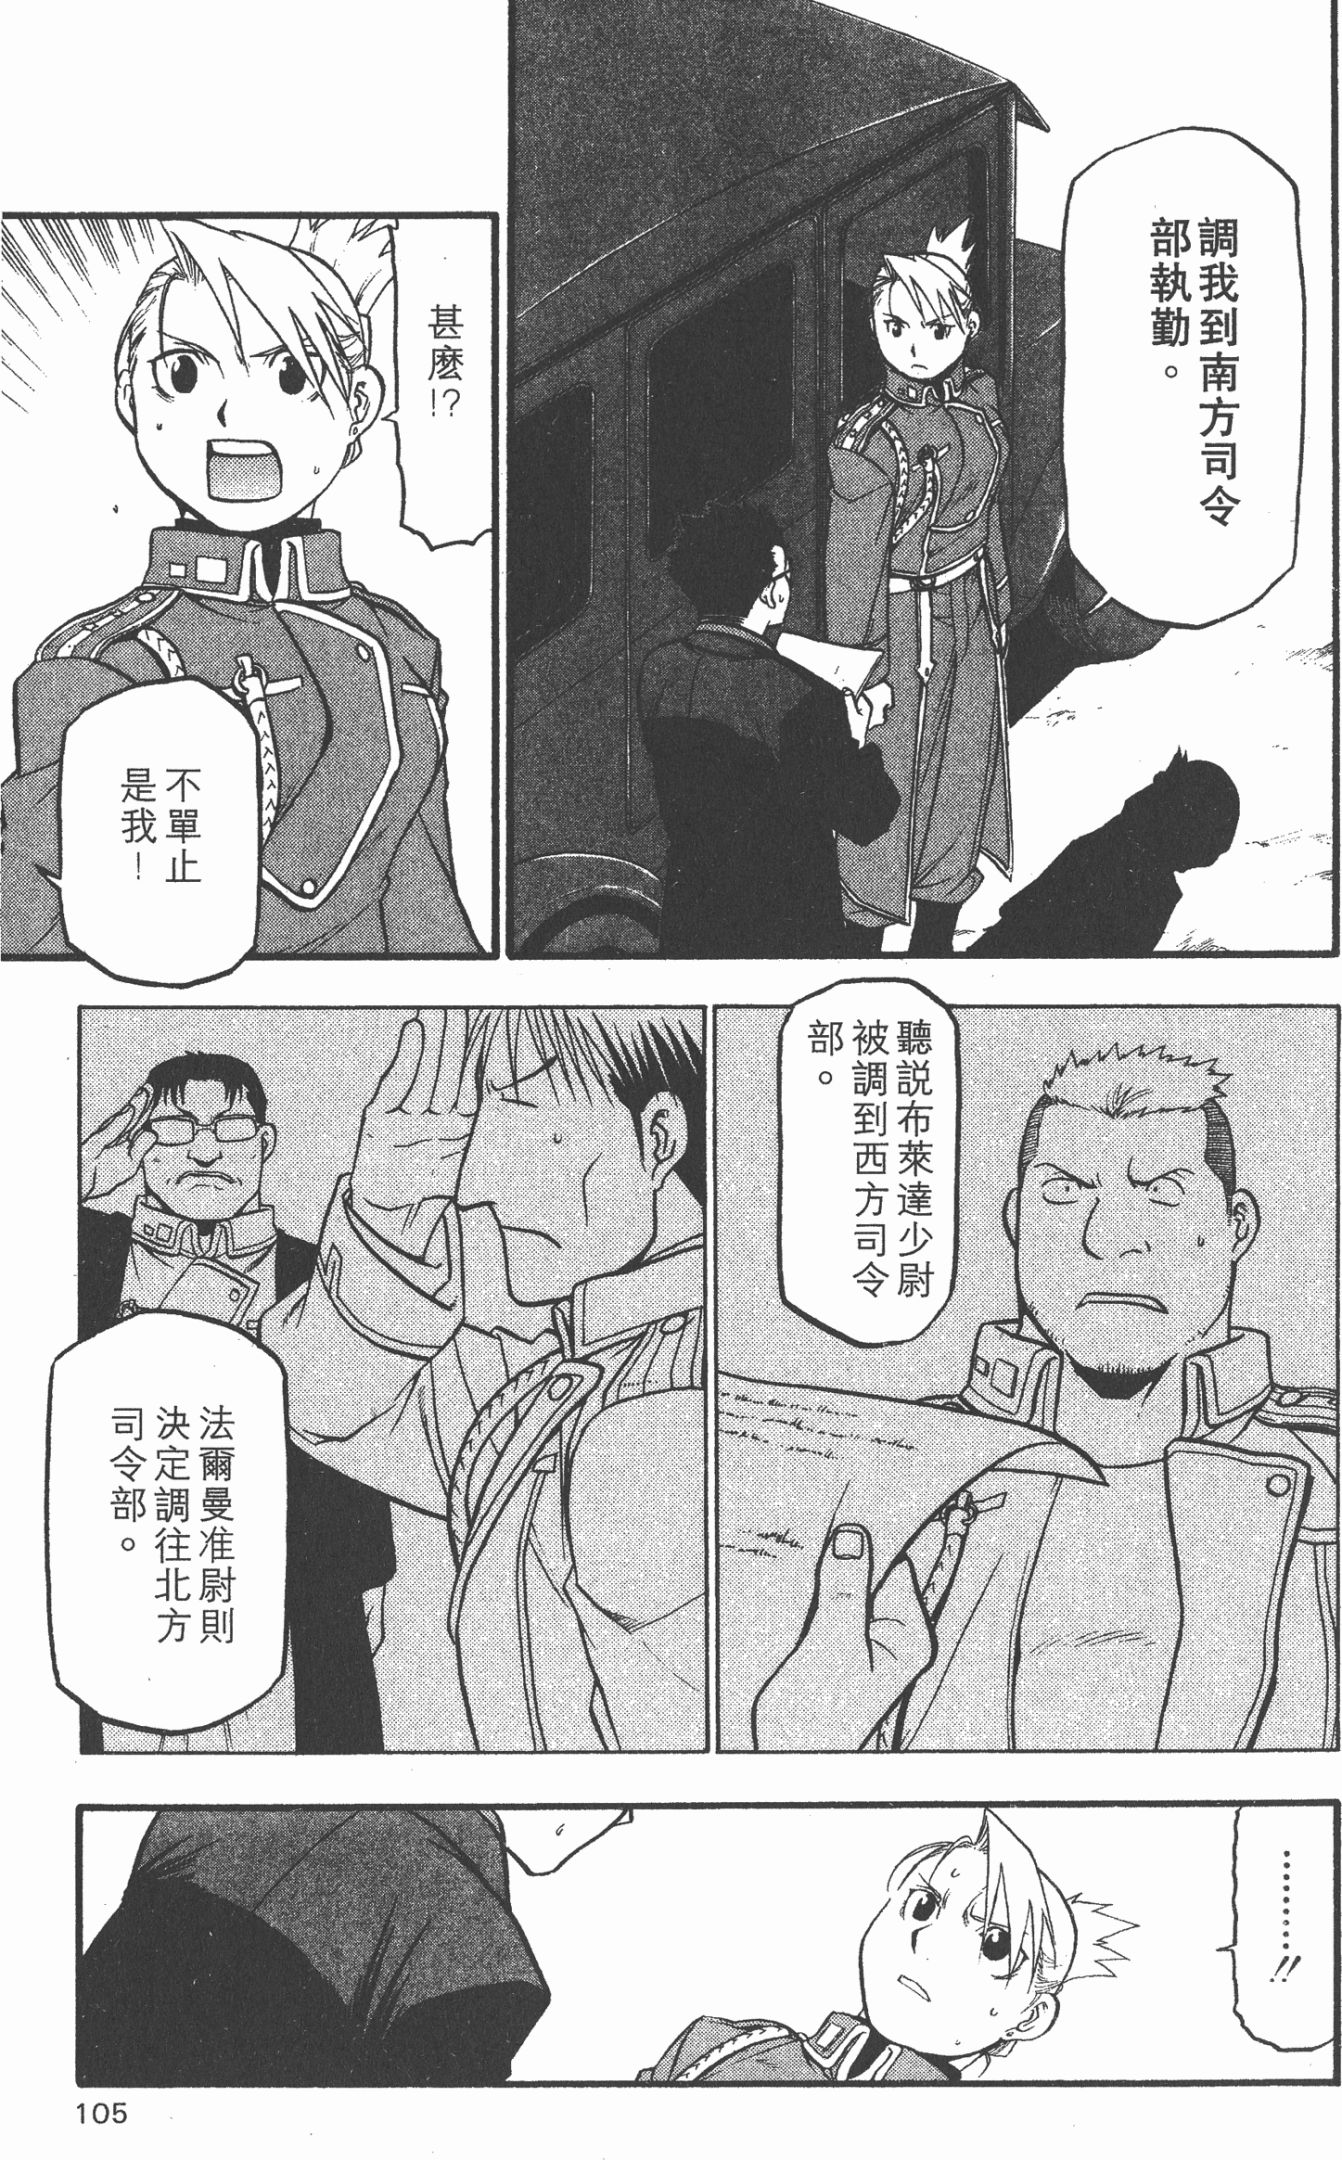 調我到南方司令
部執勤。
甚麼!?
不單止
是我！
聽説布萊達少尉
被調到西方司令
部。
法爾曼准尉則
決定調往北方
司令部。
………!!
105